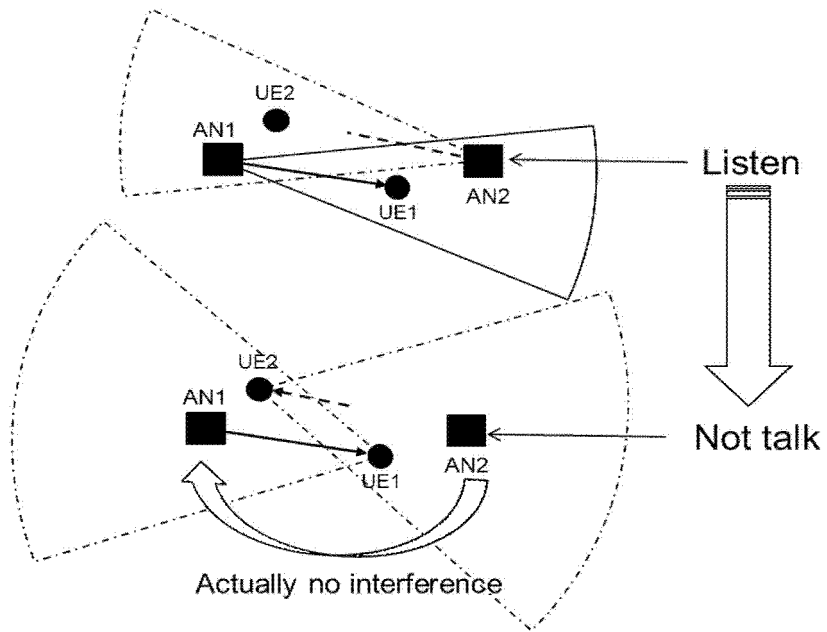 UE2
AN1
Listen
UE1
AN2
UE2
AN1
Not talk
UE1
AN2
Actually no interference